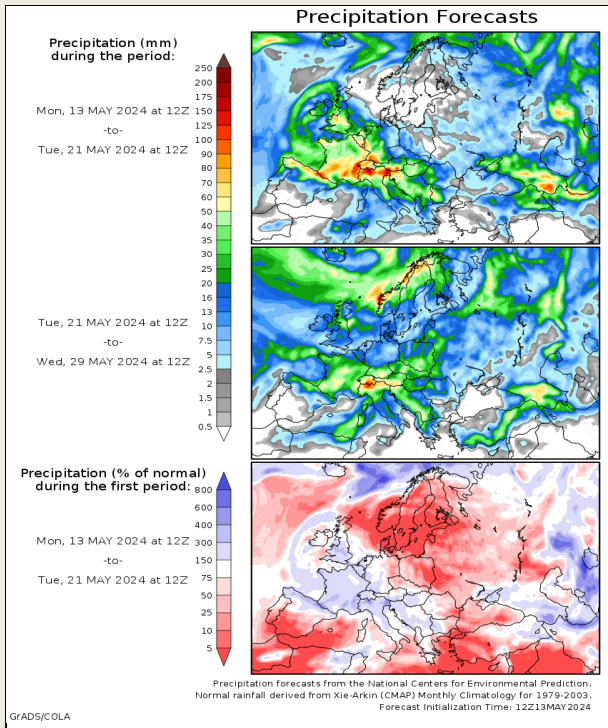 Precipitation Forecasts
Precipitation (mm)
during the period:
Mon, 13 MAY 2024 at 12Z
-to-
Tue, 21 MAY 2024 at 12Z
250
200
175
150
125
100
90
80
70
60
50
40
35
30
25
20
16
13
10
7.5
5
2.5
2
1.5
1
0.5
Tue, 21 MAY 2024 at 12Z
-to-
Wed, 29 MAY 2024 at 12Z
Precipitation (% of normal)
during the first period:
Mon, 13 MAY 2024 at 12Z
-to-
Tue, 21 MAY 2024 at 12Z
800
600
400
300
150
75
50
25
10
5
Precipitation forecasts from the National Centers for Environmental Prediction.
Normal rainfall derived from Xie-Arkin (CMAP) Monthly Climatology for 1979-2003.
Forecast Initialization Time: 12Z13MAY2024
GrADS/COLA